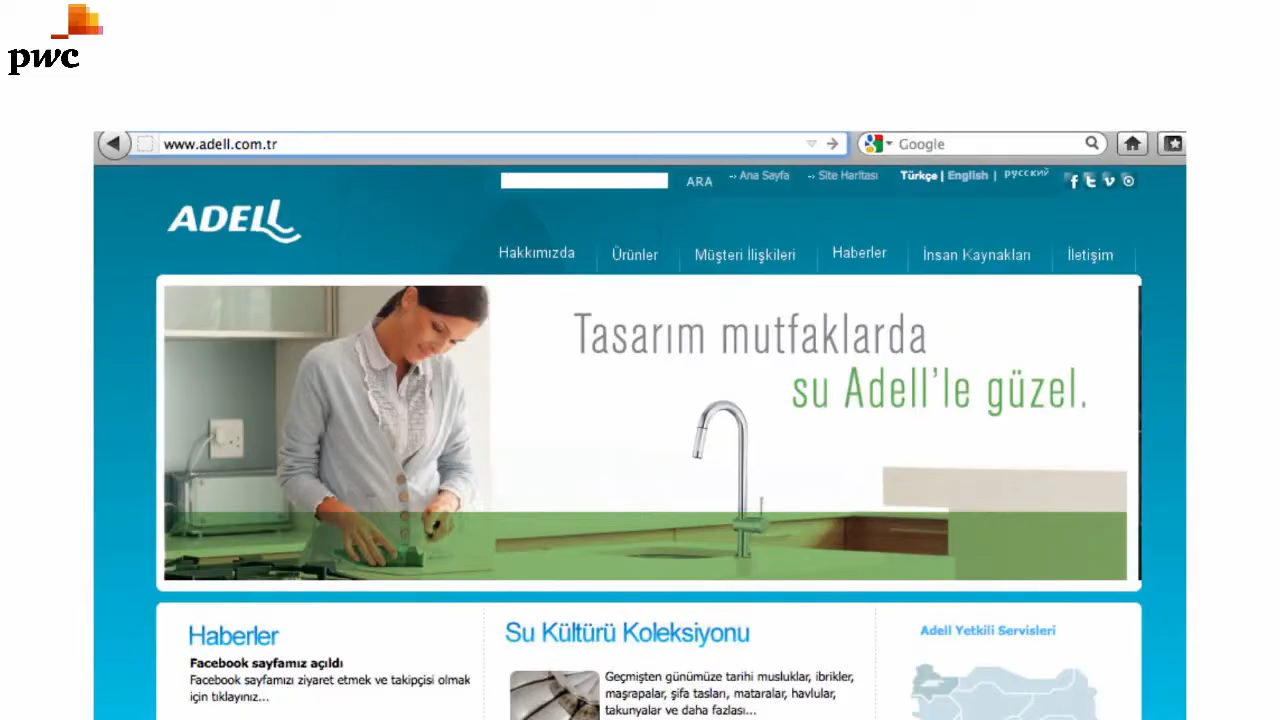 pwc
www.adell.com.tr
Google
ARA
Ana Sayfa
Site Haritası
Türkçe | English | русский
ADELL
Hakkımızda
Ürünler
Müşteri İlişkileri
Haberler
İnsan Kaynakları
İletişim
Tasarım mutfaklarda
su Adell'le güzel.
Haberler
Facebook sayfamız açıldı
Facebook sayfamızı ziyaret etmek ve takipçisi olmak
için tıklayınız...
Su Kültürü Koleksiyonu
Geçmişten günümüze tarihi musluklar, ibrikler,
maşrapalar, şifa tasları, mataralar, havlular,
takunyalar ve daha fazlası...
Adell Yetkili Servisleri